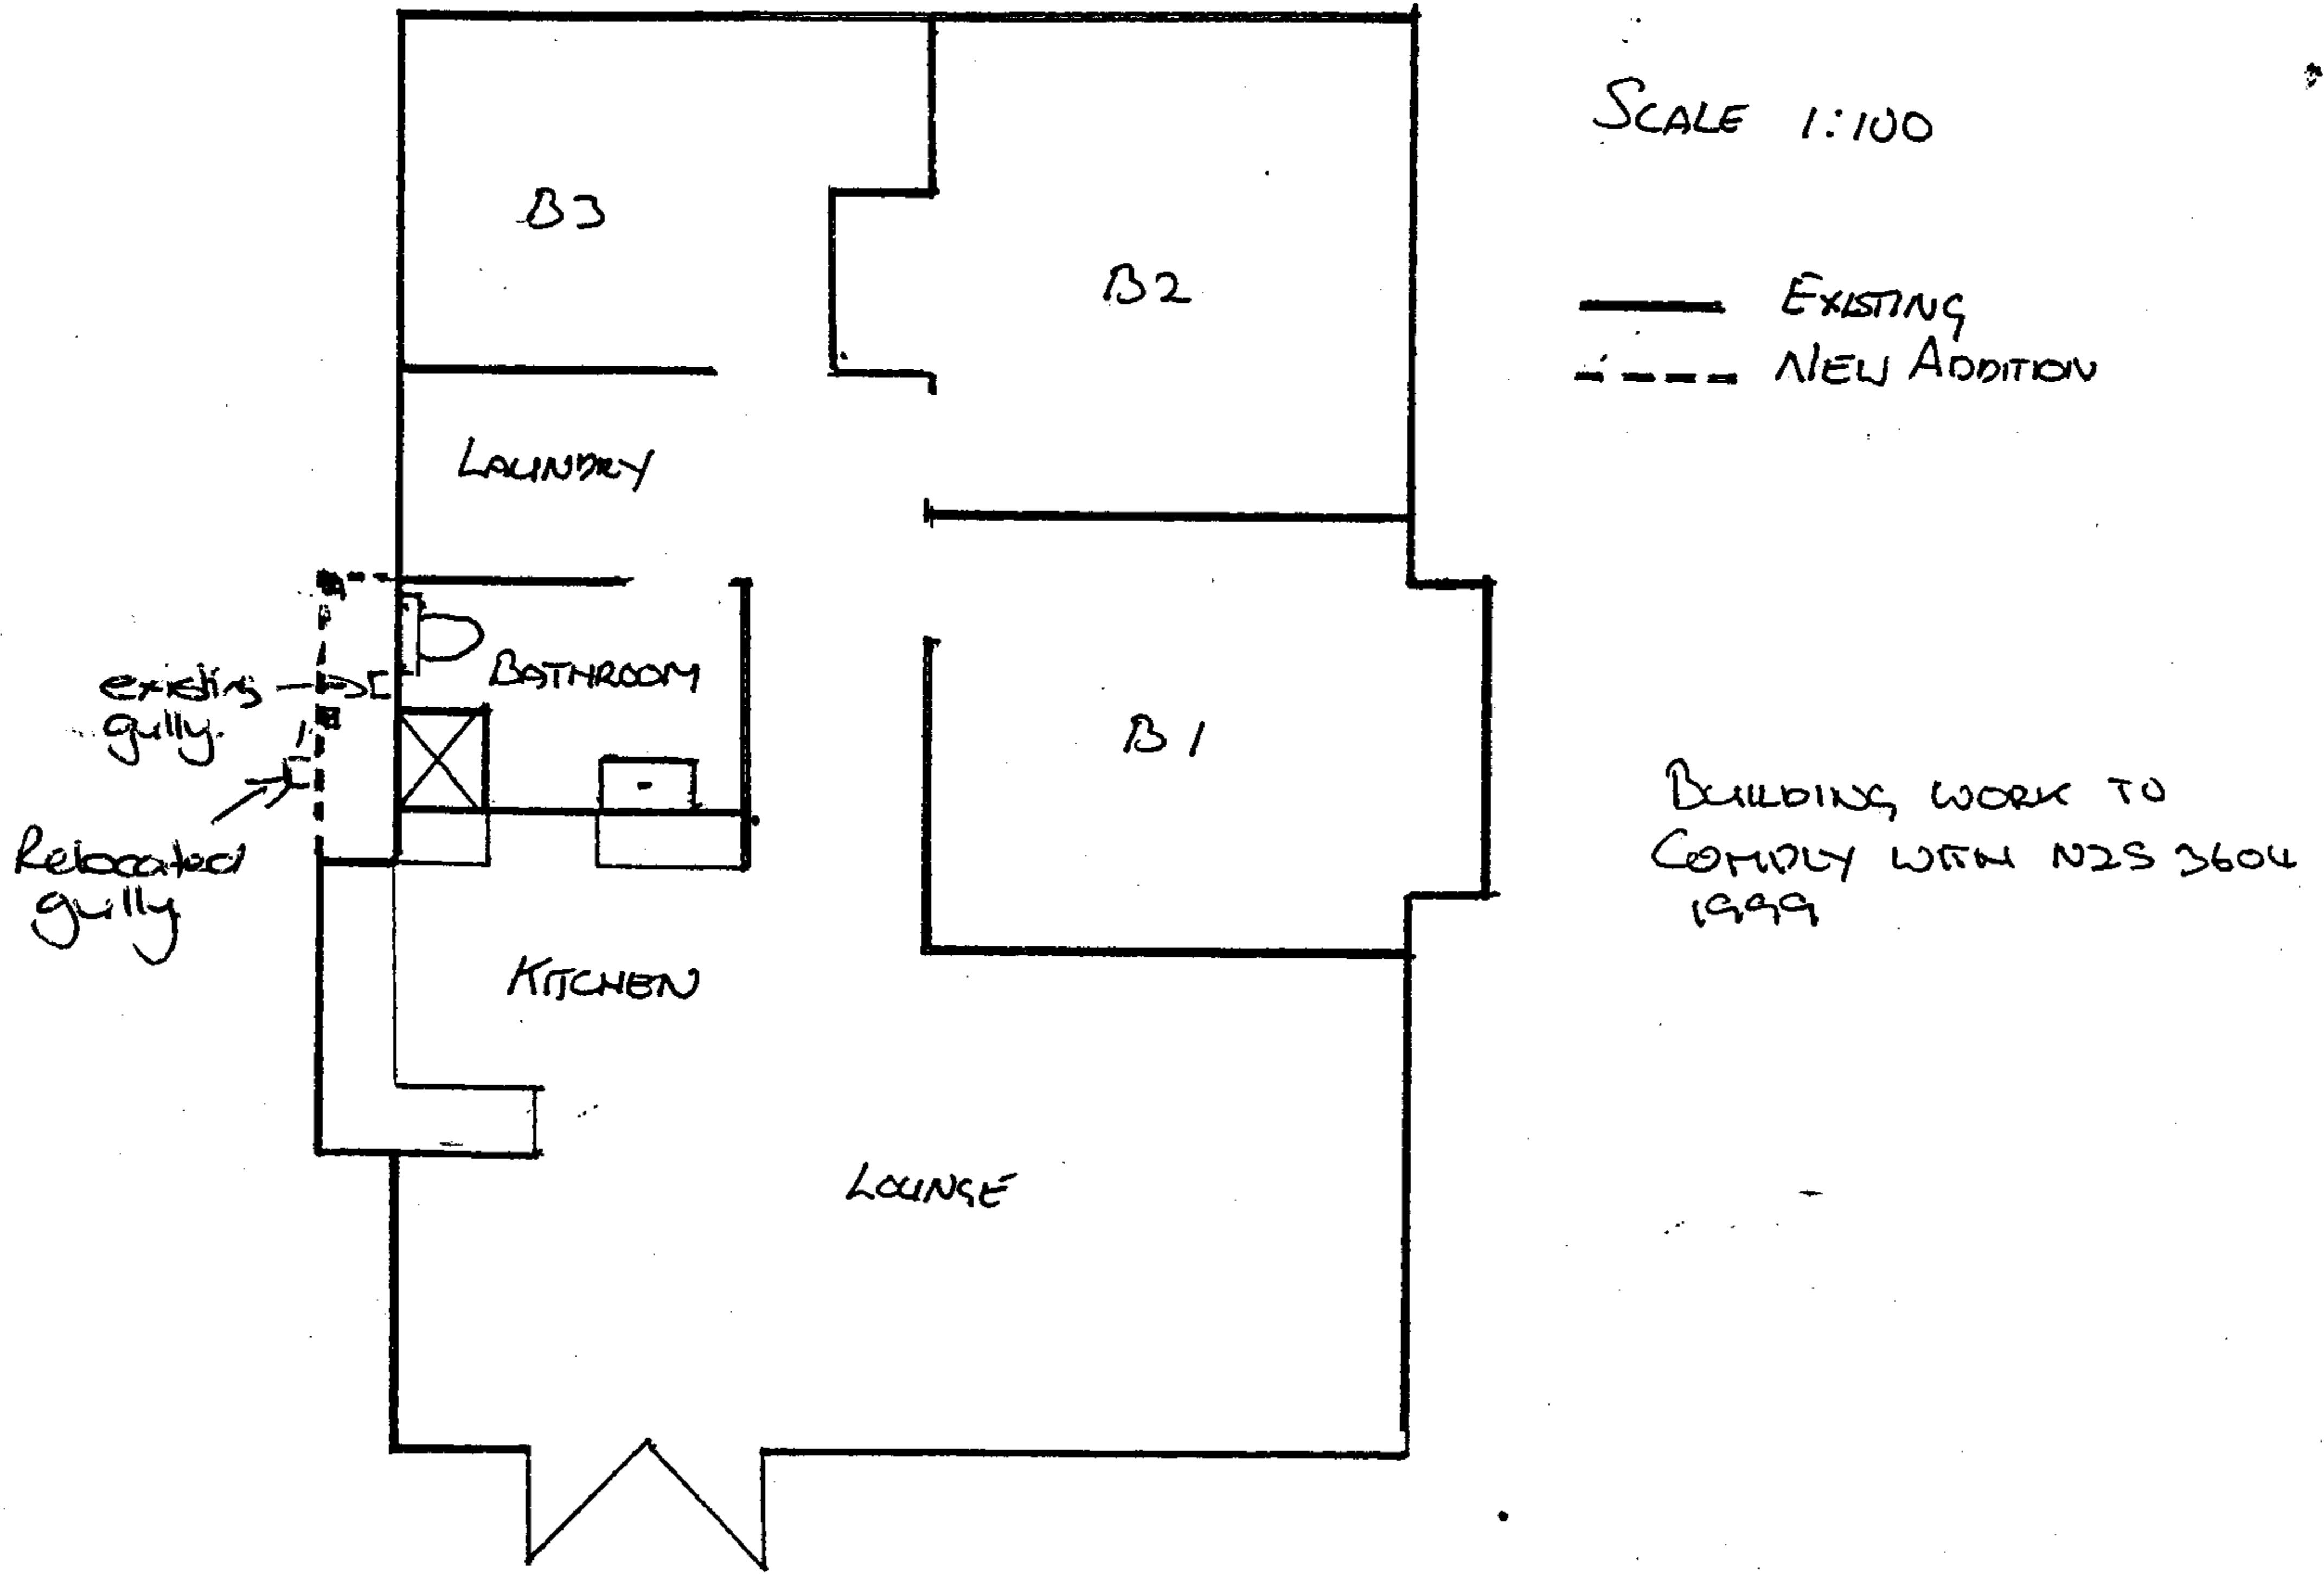 SCALE 1:100
B3
B2
EXISTING
NEW ADDITION
LAUNDRY
BATHROOM
existing
gully.
B1
BUILDING WORK TO
COMPLY WITH NZS 3604
1999
Relocated
gully
KITCHEN
LOUNGE